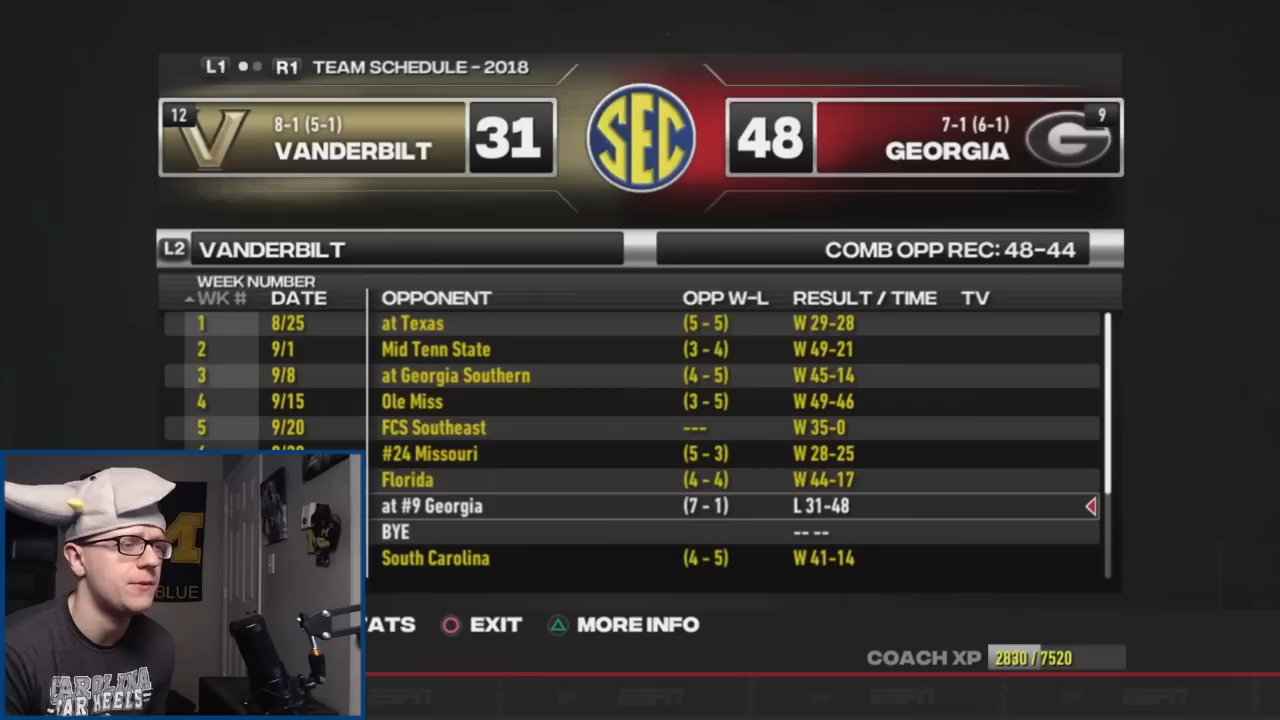 L1 R1 TEAM SCHEDULE - 2018
12 8-1 (5-1) VANDERBILT 31 SEC 48 7-1 (6-1) GEORGIA G 9
L2 VANDERBILT COMB OPP REC: 48-44
WEEK NUMBER
WK # DATE OPPONENT OPP W-L RESULT / TIME TV
1 8/25 at Texas (5 - 5) W 29-28
2 9/1 Mid Tenn State (3 - 4) W 49-21
3 9/8 at Georgia Southern (4 - 5) W 45-14
4 9/15 Ole Miss (3 - 5) W 49-46
5 9/20 FCS Southeast --- W 35-0
#24 Missouri (5 - 3) W 28-25
Florida (4 - 4) W 44-17
at #9 Georgia (7 - 1) L 31-48
BYE -- --
South Carolina (4 - 5) W 41-14
EXIT MORE INFO
COACH XP 2830 / 7520
M
BLUE
CAROLINA
TAR HEELS